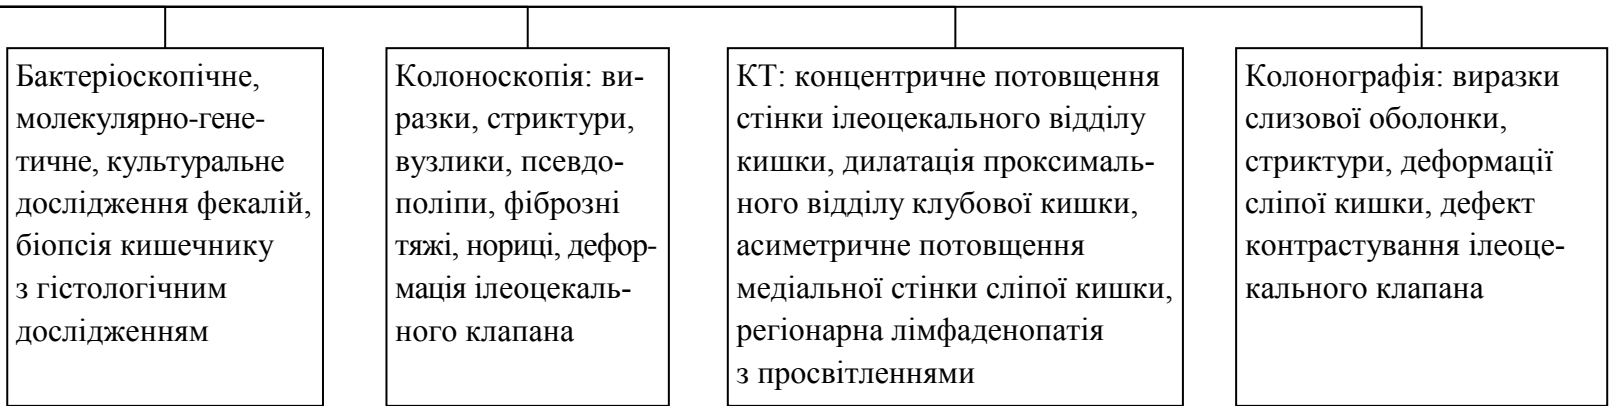 Бактеріоскопічне,
молекулярно-гене-
тичне, культуральне
дослідження фекалій,
біопсія кишечнику
з гістологічним
дослідженням
Колоноскопія: ви-
разки, стриктури,
вузлики, псевдо-
поліпи, фіброзні
тяжі, нориці, дефор-
мація ілеоцекаль-
ного клапана
КТ: концентричне потовщення
стінки ілеоцекального відділу
кишки, дилатація проксималь-
ного відділу клубової кишки,
асиметричне потовщення
медіальної стінки сліпої кишки,
регіонарна лімфаденопатія
з просвітленнями
Колонографія: виразки
слизової оболонки,
стриктури, деформації
сліпої кишки, дефект
контрастування ілеоце-
кального клапана